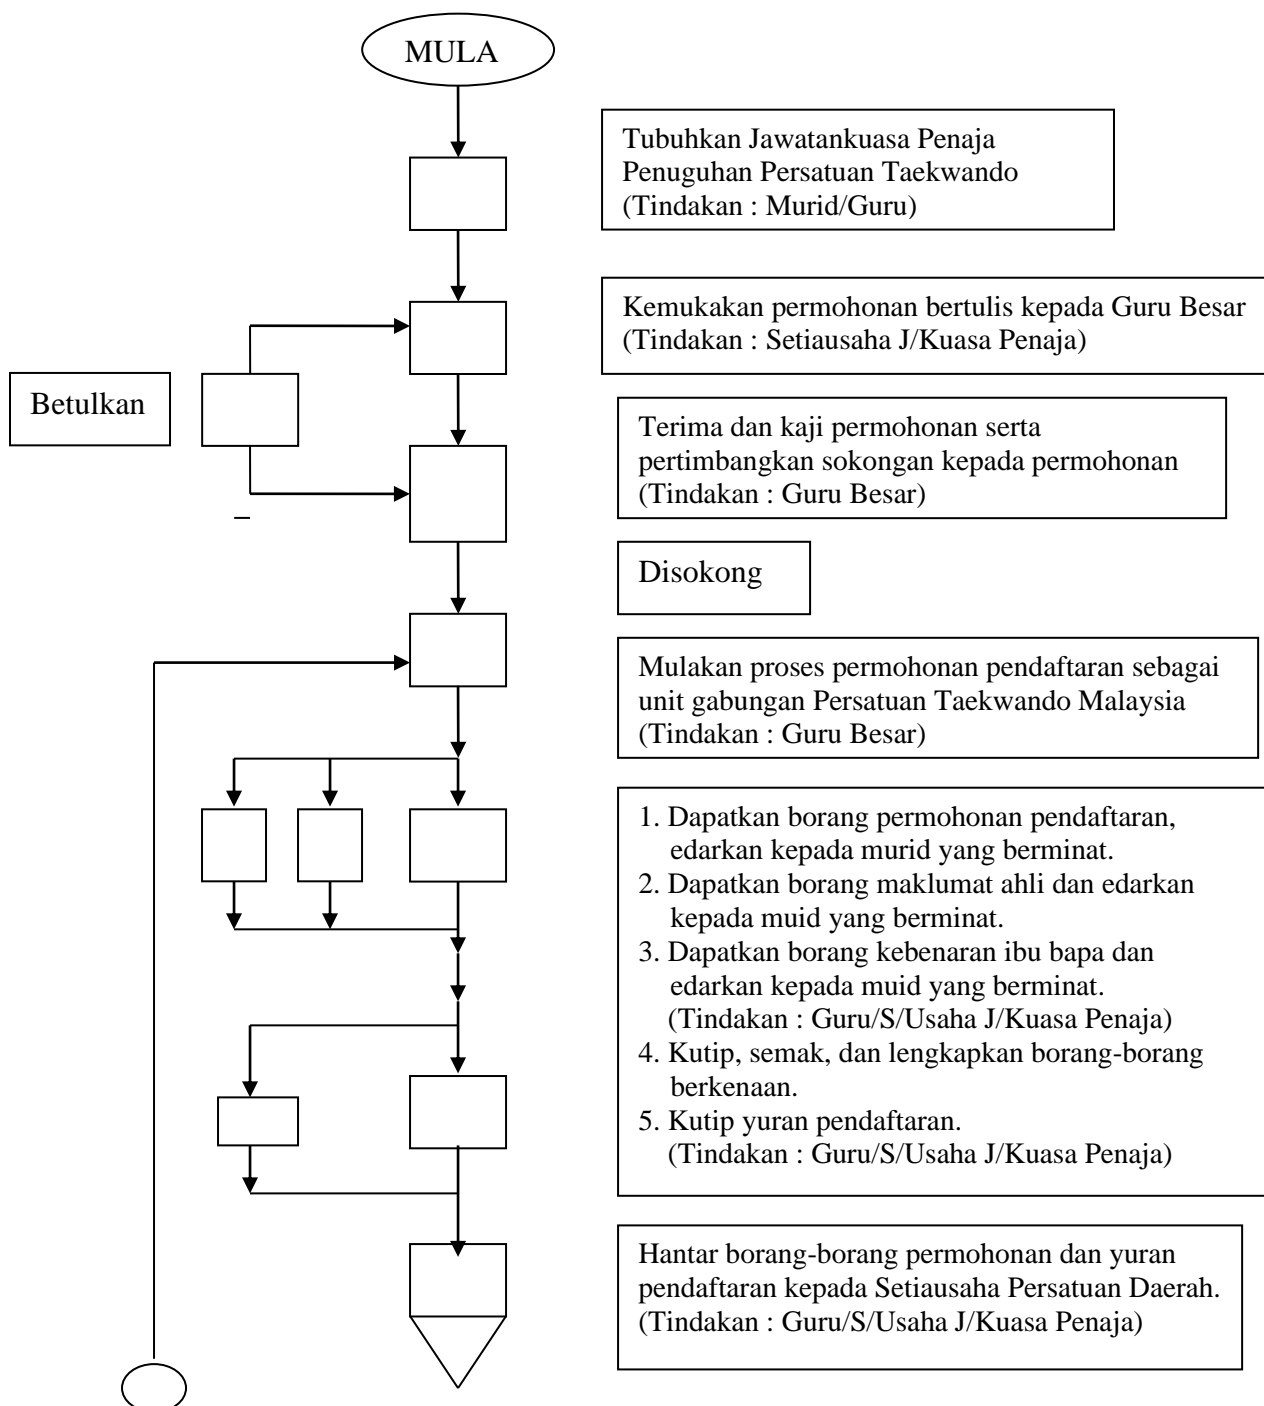 MULA
Tubuhkan Jawatankuasa Penaja
Penuguhan Persatuan Taekwando
(Tindakan : Murid/Guru)
Kemukakan permohonan bertulis kepada Guru Besar
(Tindakan : Setiausaha J/Kuasa Penaja)
Betulkan
Terima dan kaji permohonan serta
pertimbangkan sokongan kepada permohonan
(Tindakan : Guru Besar)
Disokong
Mulakan proses permohonan pendaftaran sebagai
unit gabungan Persatuan Taekwando Malaysia
(Tindakan : Guru Besar)
1. Dapatkan borang permohonan pendaftaran,
edarkan kepada murid yang berminat.
2. Dapatkan borang maklumat ahli dan edarkan
kepada muid yang berminat.
3. Dapatkan borang kebenaran ibu bapa dan
edarkan kepada muid yang berminat.
(Tindakan : Guru/S/Usaha J/Kuasa Penaja)
4. Kutip, semak, dan lengkapkan borang-borang
berkenaan.
5. Kutip yuran pendaftaran.
(Tindakan : Guru/S/Usaha J/Kuasa Penaja)
Hantar borang-borang permohonan dan yuran
pendaftaran kepada Setiausaha Persatuan Daerah.
(Tindakan : Guru/S/Usaha J/Kuasa Penaja)